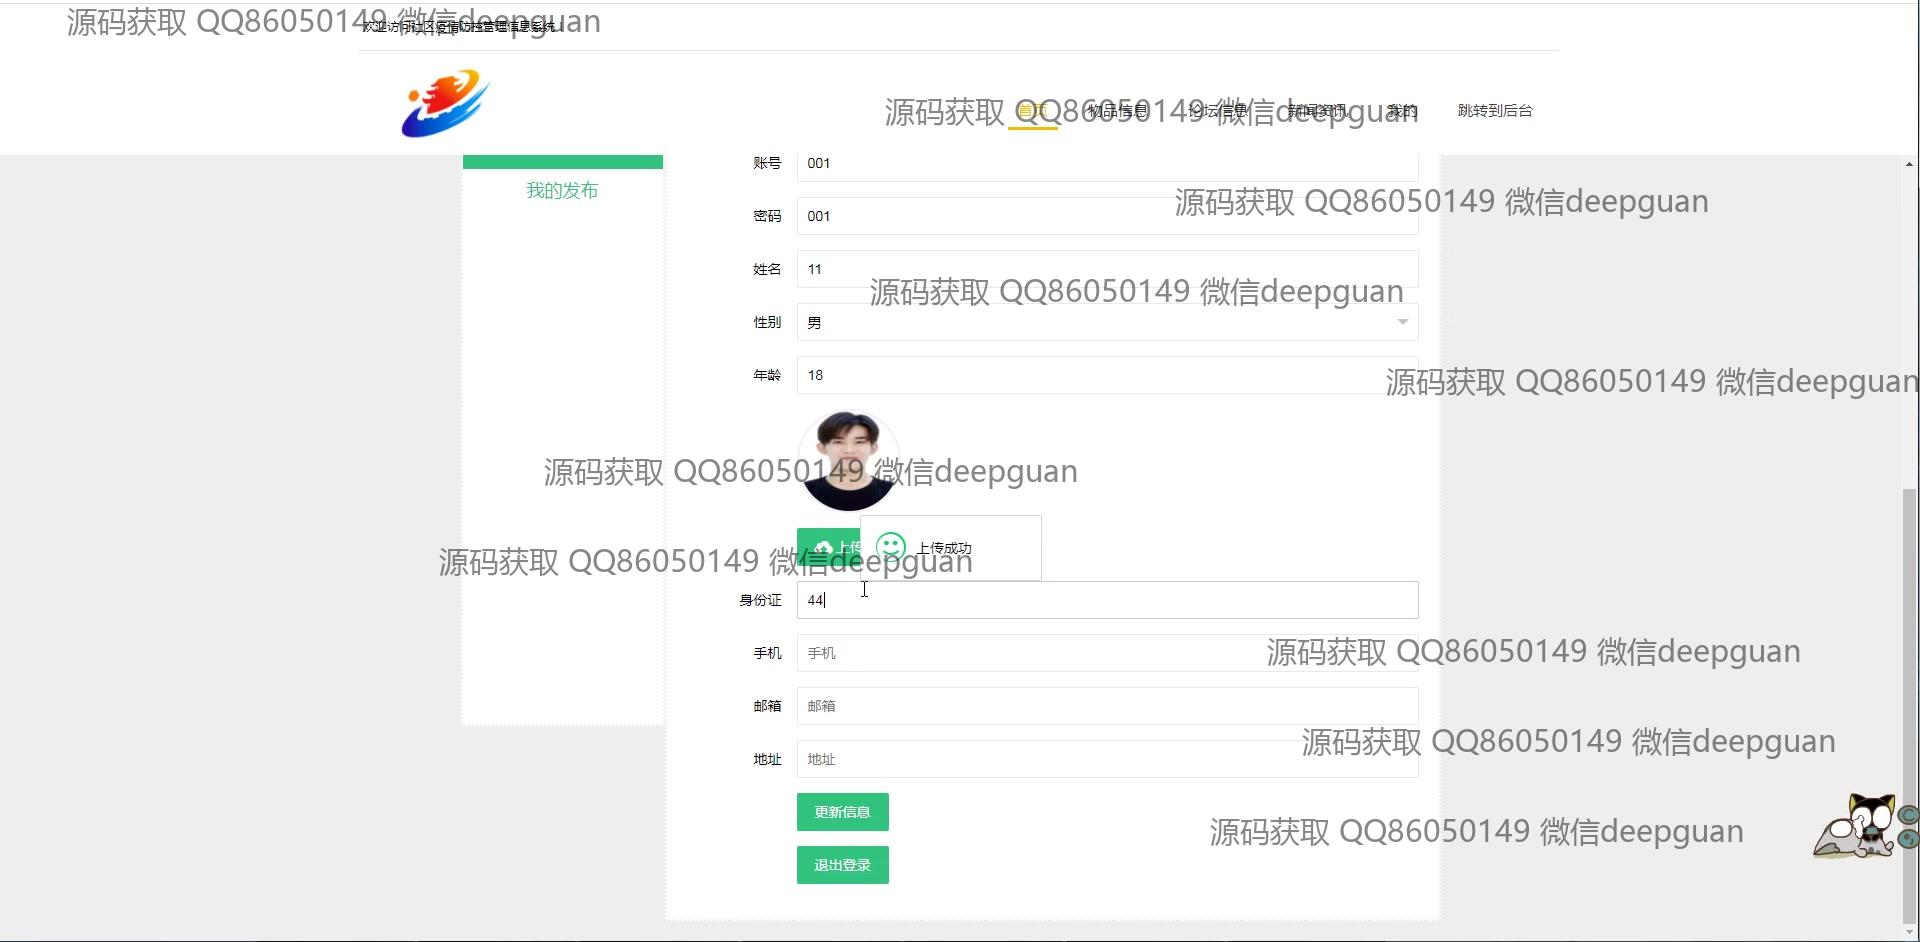 源码获取 QQ86050149 微信deepguan
欢迎访问社区疫情防控管理信息系统
源码获取 QQ86050149 微信deepguan
首页 物品信息 论坛信息 新闻资讯 我的 跳转到后台
账号 001
我的发布
源码获取 QQ86050149 微信deepguan
密码 001
姓名 11
源码获取 QQ86050149 微信deepguan
性别 男
年龄 18
源码获取 QQ86050149 微信deepguan
源码获取 QQ86050149 微信deepguan
上传 上传成功
源码获取 QQ86050149 微信deepguan
身份证 44
手机 手机
源码获取 QQ86050149 微信deepguan
邮箱 邮箱
源码获取 QQ86050149 微信deepguan
地址 地址
更新信息
源码获取 QQ86050149 微信deepguan
退出登录